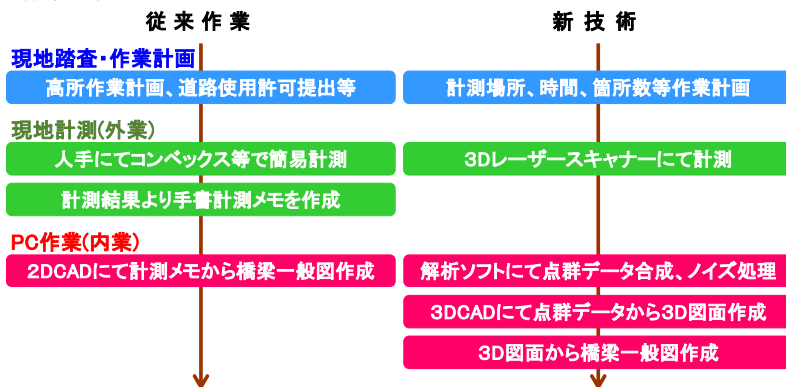 従来作業
新技術
現地踏査・作業計画
高所作業計画、道路使用許可提出等
計測場所、時間、箇所数等作業計画
現地計測(外業)
人手にてコンベックス等で簡易計測
3Dレーザースキャナーにて計測
計測結果より手書計測メモを作成
PC作業(内業)
2DCADにて計測メモから橋梁一般図作成
解析ソフトにて点群データ合成、ノイズ処理
3DCADにて点群データから3D図面作成
3D図面から橋梁一般図作成